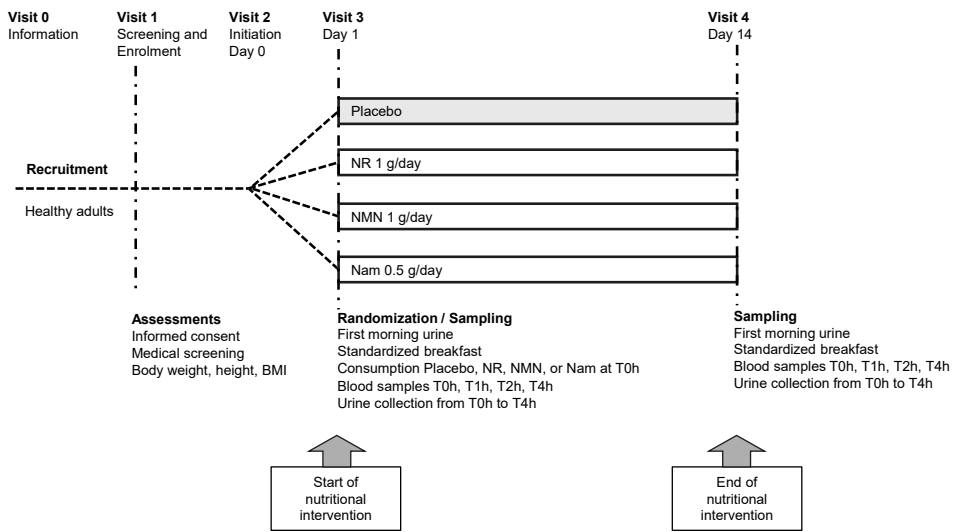 Visit 0
Information
Visit 1
Screening and
Enrolment
Visit 2
Initiation
Day 0
Visit 3
Day 1
Visit 4
Day 14
Placebo
NR 1 g/day
NMN 1 g/day
Nam 0.5 g/day
Recruitment
Healthy adults
Assessments
Informed consent
Medical screening
Body weight, height, BMI
Randomization / Sampling
First morning urine
Standardized breakfast
Consumption Placebo, NR, NMN, or Nam at T0h
Blood samples T0h, T1h, T2h, T4h
Urine collection from T0h to T4h
Sampling
First morning urine
Standardized breakfast
Blood samples T0h, T1h, T2h, T4h
Urine collection from T0h to T4h
Start of
nutritional
intervention
End of
nutritional
intervention